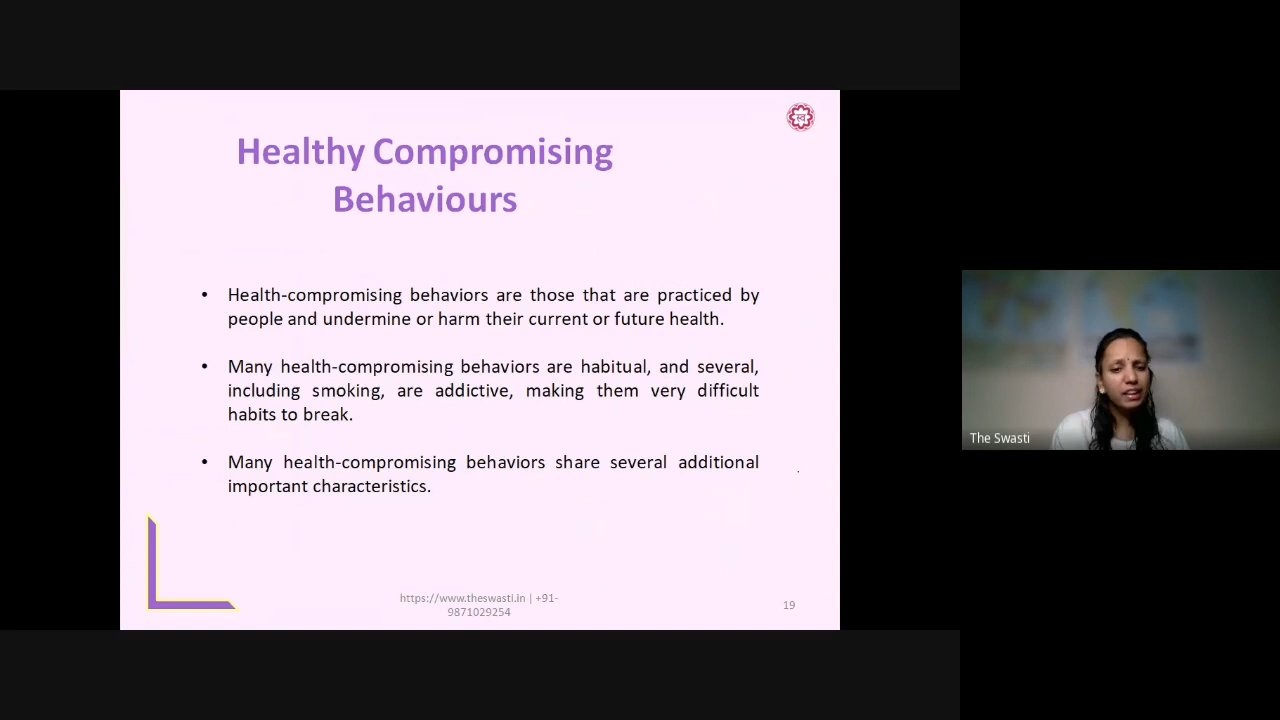 Healthy Compromising
Behaviours
• Health-compromising behaviors are those that are practiced by
people and undermine or harm their current or future health.
• Many health-compromising behaviors are habitual, and several,
including smoking, are addictive, making them very difficult
habits to break.
• Many health-compromising behaviors share several additional
important characteristics.
https://www.theswasti.in | +91-
9871029254
19
The Swasti